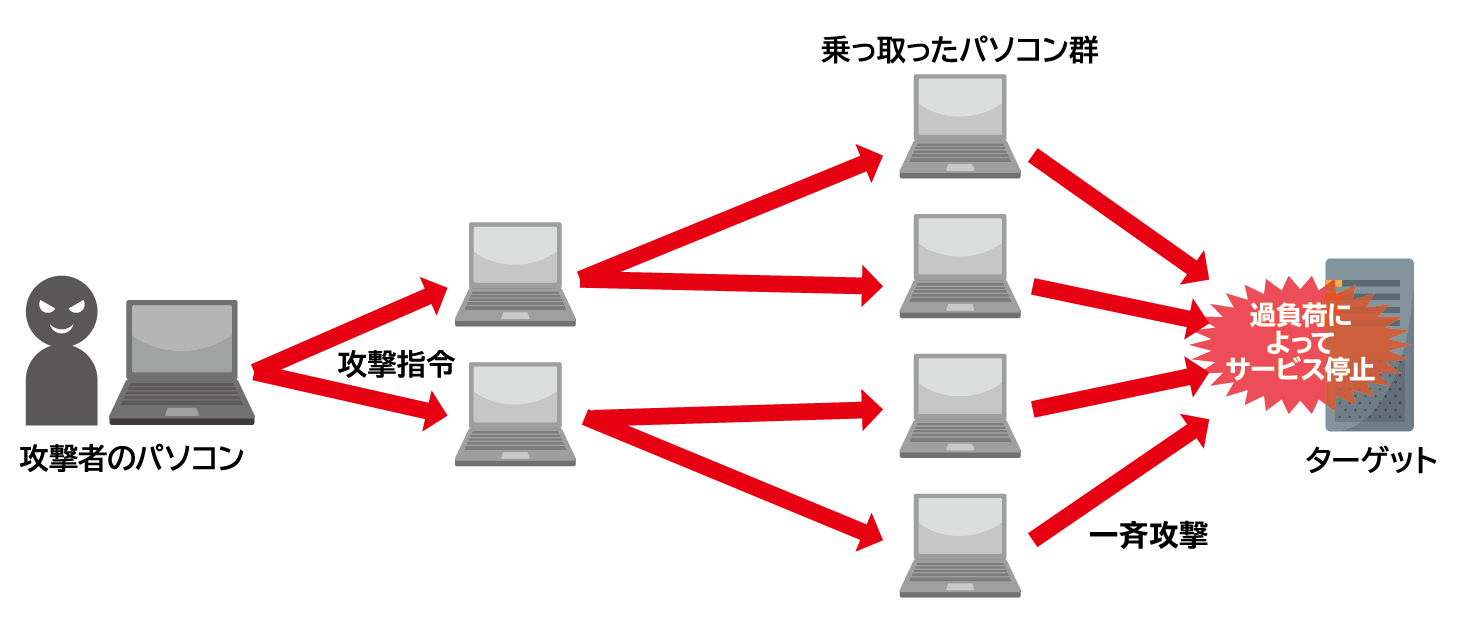 乗っ取ったパソコン群
攻撃指令
攻撃者のパソコン
過負荷に
よって
サービス停止
ターゲット
一斉攻撃